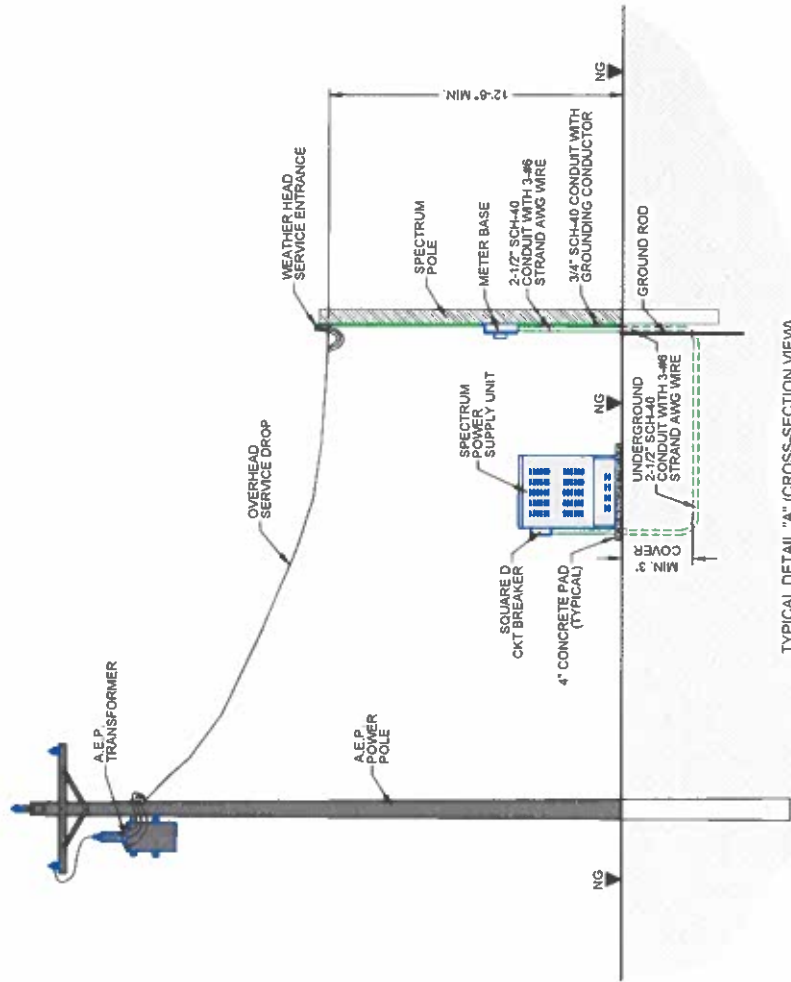 A.E.P.
TRANSFORMER
OVERHEAD
SERVICE DROP
WEATHER HEAD
SERVICE ENTRANCE
A.E.P.
POWER
POLE
SPECTRUM
POLE
12'-6" MIN.
METER BASE
SPECTRUM
POWER
SUPPLY UNIT
2-1/2" SCH-40
CONDUIT WITH 3-#6
STRAND AWG WIRE
SQUARE D
CKT BREAKER
3/4" SCH-40 CONDUIT WITH
GROUNDING CONDUCTOR
4" CONCRETE PAD
(TYPICAL)
NG
NG
NG
GROUND ROD
MIN. 3'
COVER
UNDERGROUND
2-1/2" SCH-40
CONDUIT WITH 3-#6
STRAND AWG WIRE
TYPICAL DETAIL "A" (CROSS-SECTION VIEW)